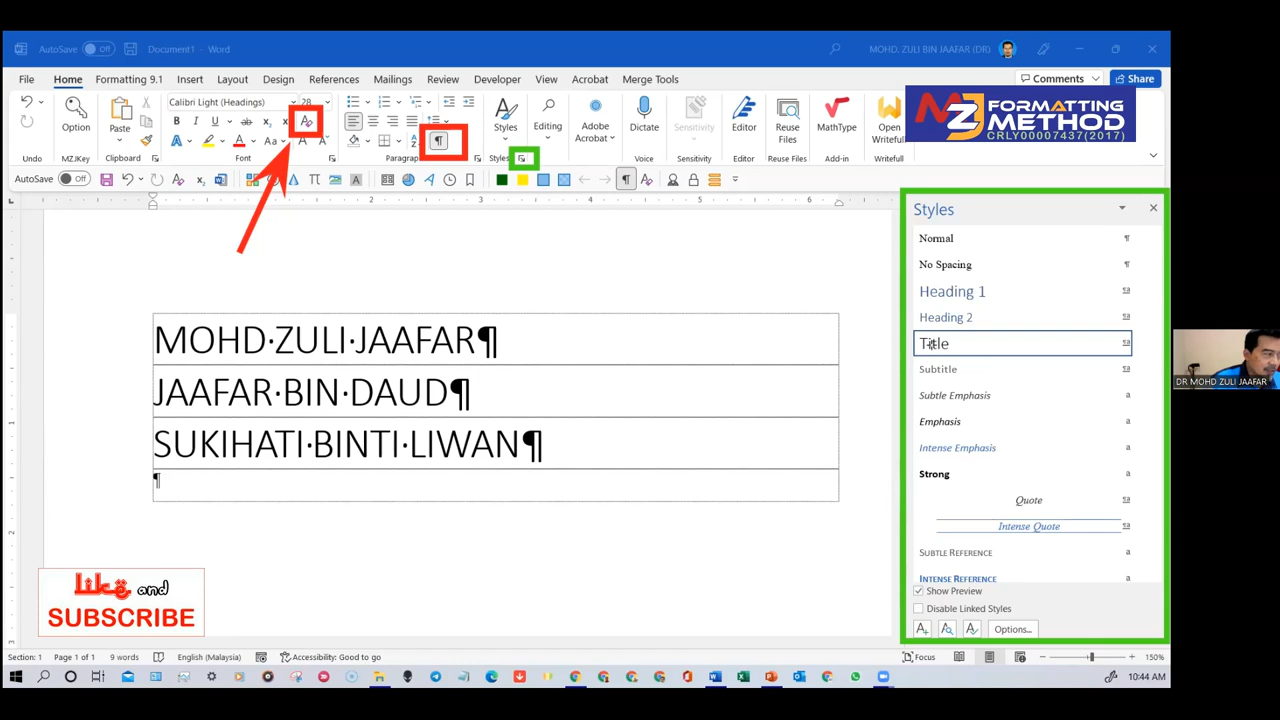 AutoSave Off Document1 - Word MOHD. ZULI BIN JAAFAR (DR)
File Home Formatting 9.1 Insert Layout Design References Mailings Review Developer View Acrobat Merge Tools Comments Share
Calibri Light (Headings) 28
Option Paste Styles Editing Adobe Acrobat Dictate Sensitivity Editor Reuse Files MathType Open Writefull
MZ FORMATTING METHOD
CRLY00007437(2017)
Undo MZJKey Clipboard Font Paragraph Styles Voice Sensitivity Editor Reuse Files
AutoSave Off
2 3 4 5 6
Styles
Normal
No Spacing
Heading 1
Heading 2
Title
Subtitle
Subtle Emphasis
Emphasis
Intense Emphasis
Strong
Quote
Intense Quote
SUBTLE REFERENCE
INTENSE REFERENCE
Show Preview
Disable Linked Styles
Options...
MOHD·ZULI·JAAFAR¶
JAAFAR·BIN·DAUD¶
SUKIHATI·BINTI·LIWAN¶
¶
like and
SUBSCRIBE
DR MOHD ZULI JAAFAR
Section: 1 Page 1 of 1 9 words English (Malaysia) Accessibility: Good to go Focus 150%
10:44 AM